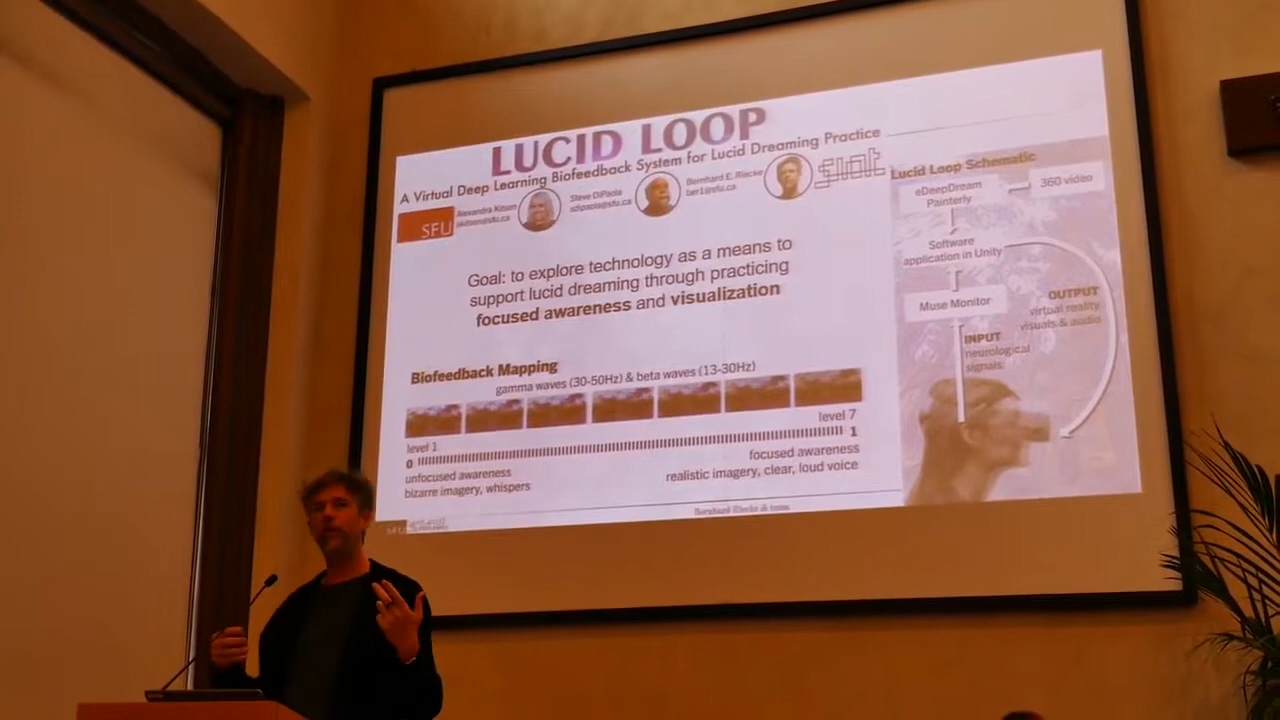 LUCID LOOP
A Virtual Deep Learning Biofeedback System for Lucid Dreaming Practice
SFU
Alexandra Kitson
Steve DiPaola
sdipaola@sfu.ca
Bernhard E. Riecke
ber1@sfu.ca
siat
Goal: to explore technology as a means to
support lucid dreaming through practicing
focused awareness and visualization
Biofeedback Mapping
gamma waves (30-50Hz) & beta waves (13-30Hz)
level 1
level 7
0
1
unfocused awareness
bizarre imagery, whispers
focused awareness
realistic imagery, clear, loud voice
Bernhard Riecke & team
Lucid Loop Schematic
eDeepDream
Painterly
360 video
Software
application in Unity
Muse Monitor
OUTPUT
virtual reality
visuals & audio
INPUT
neurological
signals